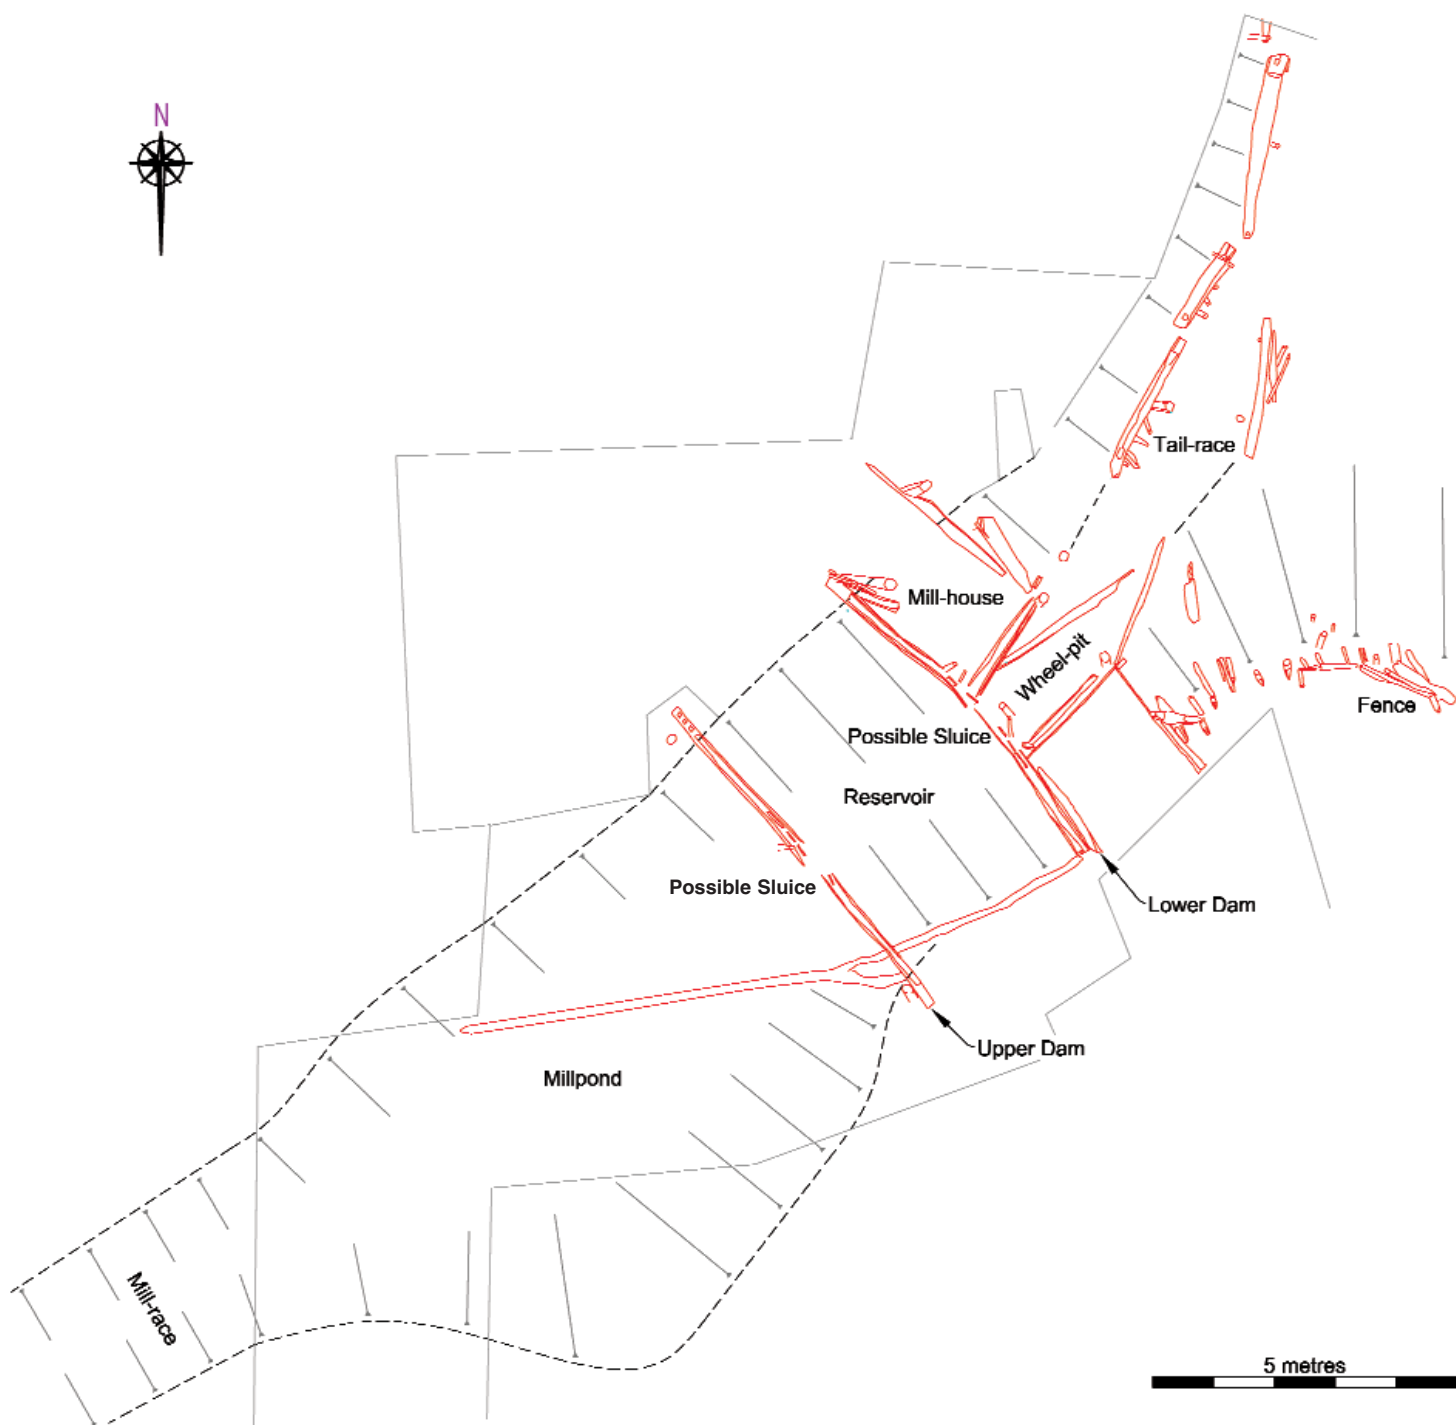 N
Tail-race
Mill-house
Wheel-pit
Fence
Possible Sluice
Reservoir
Possible Sluice
Lower Dam
Upper Dam
Millpond
Mill-race
5 metres